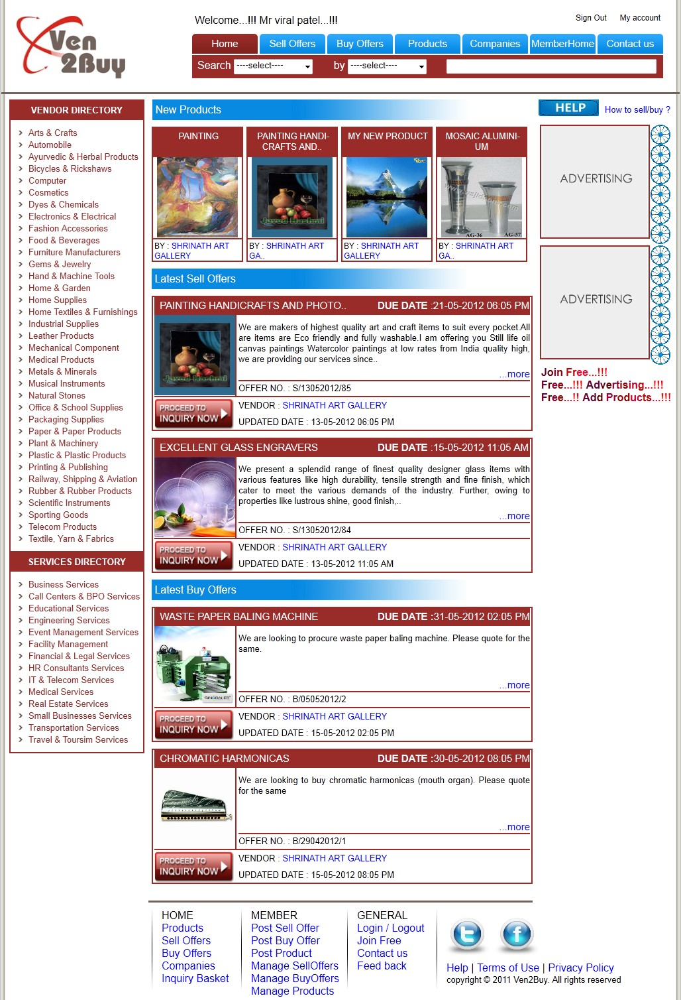 Ven
2Buy
Welcome...!!! Mr viral patel...!!!
Sign Out My account
Home Sell Offers Buy Offers Products Companies MemberHome Contact us
Search ----select---- by ----select----
VENDOR DIRECTORY
Arts & Crafts
Automobile
Ayurvedic & Herbal Products
Bicycles & Rickshaws
Computer
Cosmetics
Dyes & Chemicals
Electronics & Electrical
Fashion Accessories
Food & Beverages
Furniture Manufacturers
Gems & Jewelry
Hand & Machine Tools
Home & Garden
Home Supplies
Home Textiles & Furnishings
Industrial Supplies
Leather Products
Mechanical Component
Medical Products
Metals & Minerals
Musical Instruments
Natural Stones
Office & School Supplies
Packaging Supplies
Paper & Paper Products
Plant & Machinery
Plastic & Plastic Products
Printing & Publishing
Railway, Shipping & Aviation
Rubber & Rubber Products
Scientific Instruments
Sporting Goods
Telecom Products
Textile, Yarn & Fabrics
SERVICES DIRECTORY
Business Services
Call Centers & BPO Services
Educational Services
Engineering Services
Event Management Services
Facility Management
Financial & Legal Services
HR Consultants Services
IT & Telecom Services
Medical Services
Real Estate Services
Small Businesses Services
Transportation Services
Travel & Toursim Services
New Products
PAINTING
BY : SHRINATH ART
GALLERY
PAINTING HANDI-
CRAFTS AND..
Javed Hashmi
BY : SHRINATH ART
GA..
MY NEW PRODUCT
BY : SHRINATH ART
GALLERY
MOSAIC ALUMINI-
UM
AG-36 AG-37
BY : SHRINATH ART
GA..
Latest Sell Offers
PAINTING HANDICRAFTS AND PHOTO.. DUE DATE :21-05-2012 06:05 PM
Javed Hashmi
We are makers of highest quality art and craft items to suit every pocket.All
are items are Eco friendly and fully washable.I am offering you Still life oil
canvas paintings Watercolor paintings at low rates from India quality high,
we are providing our services since..
...more
OFFER NO. : S/13052012/85
PROCEED TO
INQUIRY NOW
VENDOR : SHRINATH ART GALLERY
UPDATED DATE : 13-05-2012 06:05 PM
EXCELLENT GLASS ENGRAVERS DUE DATE :15-05-2012 11:05 AM
We present a splendid range of finest quality designer glass items with
various features like high durability, tensile strength and fine finish, which
cater to meet the various demands of the industry. Further, owing to
properties like lustrous shine, good finish,..
...more
OFFER NO. : S/13052012/84
PROCEED TO
INQUIRY NOW
VENDOR : SHRINATH ART GALLERY
UPDATED DATE : 13-05-2012 11:05 AM
Latest Buy Offers
WASTE PAPER BALING MACHINE DUE DATE :31-05-2012 02:05 PM
SINOBALER
We are looking to procure waste paper baling machine. Please quote for the
same.
...more
OFFER NO. : B/05052012/2
PROCEED TO
INQUIRY NOW
VENDOR : SHRINATH ART GALLERY
UPDATED DATE : 15-05-2012 02:05 PM
CHROMATIC HARMONICAS DUE DATE :30-05-2012 08:05 PM
We are looking to buy chromatic harmonicas (mouth organ). Please quote
for the same
...more
OFFER NO. : B/29042012/1
PROCEED TO
INQUIRY NOW
VENDOR : SHRINATH ART GALLERY
UPDATED DATE : 15-05-2012 08:05 PM
HELP How to sell/buy ?
ADVERTISING
ADVERTISING
Join Free...!!!
Free...!!! Advertising...!!!
Free...!! Add Products...!!!
HOME
Products
Sell Offers
Buy Offers
Companies
Inquiry Basket
MEMBER
Post Sell Offer
Post Buy Offer
Post Product
Manage SellOffers
Manage BuyOffers
Manage Products
GENERAL
Login / Logout
Join Free
Contact us
Feed back
t f
Help | Terms of Use | Privacy Policy
copyright © 2011 Ven2Buy. All rights reserved